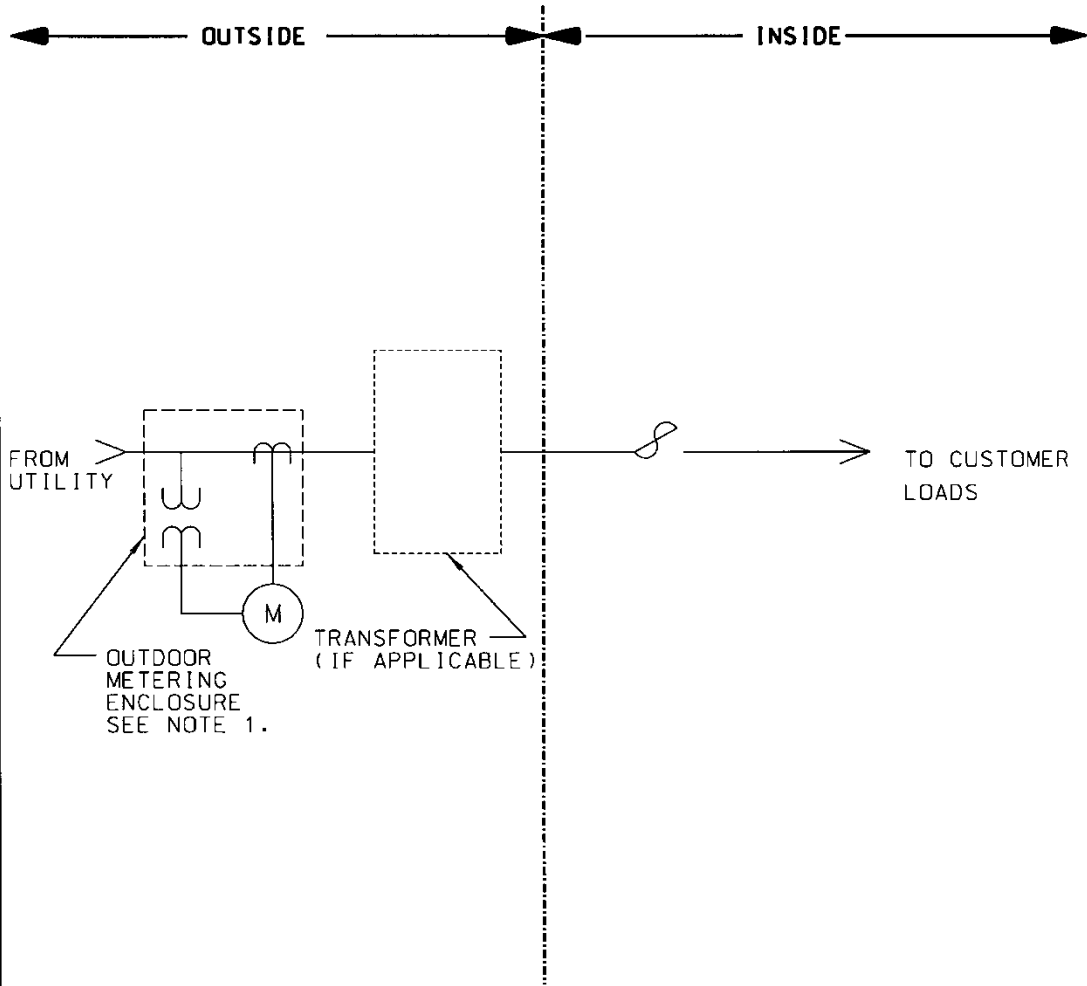 OUTSIDE
INSIDE
FROM
UTILITY
TO CUSTOMER
LOADS
M
TRANSFORMER
(IF APPLICABLE)
OUTDOOR
METERING
ENCLOSURE
SEE NOTE 1.